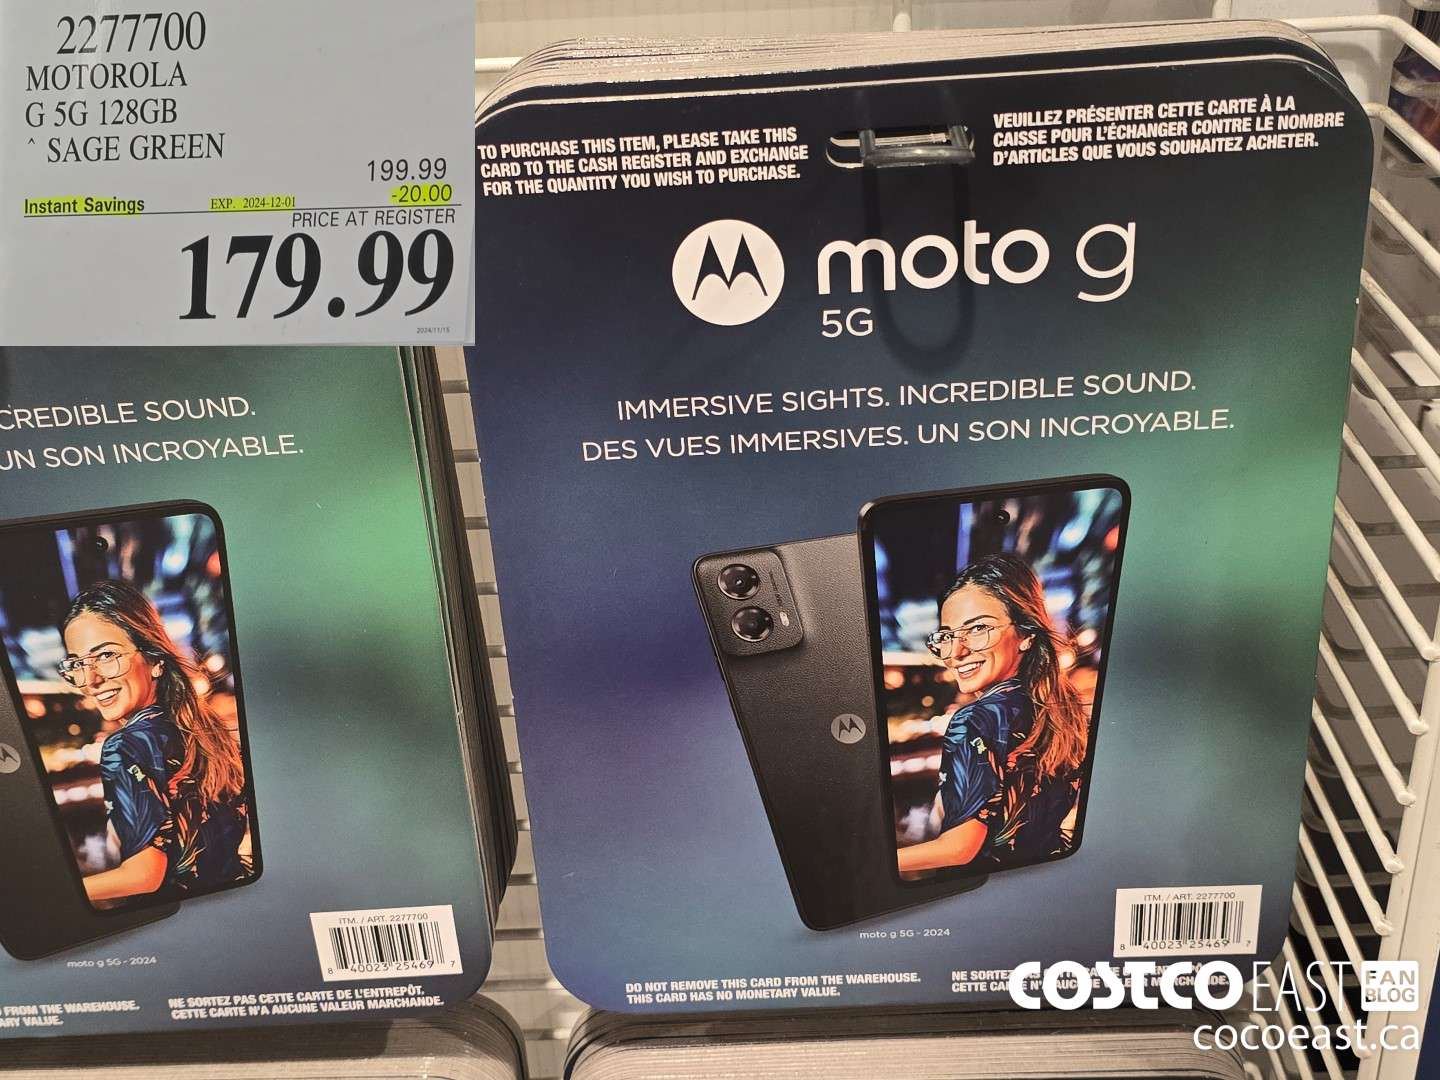 2277700
MOTOROLA
G 5G 128GB
^ SAGE GREEN
199.99
Instant Savings EXP. 2024-12-01 -20.00
PRICE AT REGISTER
179.99
2024/11/15
TO PURCHASE THIS ITEM, PLEASE TAKE THIS
CARD TO THE CASH REGISTER AND EXCHANGE
FOR THE QUANTITY YOU WISH TO PURCHASE.
VEUILLEZ PRÉSENTER CETTE CARTE À LA
CAISSE POUR L'ÉCHANGER CONTRE LE NOMBRE
D'ARTICLES QUE VOUS SOUHAITEZ ACHETER.
moto g
5G
IMMERSIVE SIGHTS. INCREDIBLE SOUND.
DES VUES IMMERSIVES. UN SON INCROYABLE.
moto g 5G - 2024
ITM. / ART. 2277700
8 40023 25469 7
DO NOT REMOVE THIS CARD FROM THE WAREHOUSE.
THIS CARD HAS NO MONETARY VALUE.
NE SORTEZ
CETTE
CREDIBLE SOUND.
UN SON INCROYABLE.
moto g 5G - 2024
ITM. / ART. 2277700
8 40023 25469 7
FROM THE WAREHOUSE.
ARY VALUE.
NE SORTEZ PAS CETTE CARTE DE L'ENTREPÔT.
CETTE CARTE N'A AUCUNE VALEUR MARCHANDE.
COSTCO EAST FAN
BLOG
cocoeast.ca